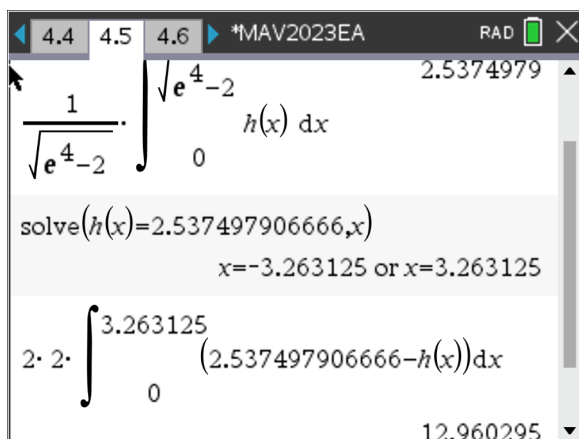 4.4 4.5 4.6 *MAV2023EA RAD
2.5374979
1/√(e^4−2) · ∫_0^√(e^4−2) h(x) dx
solve(h(x)=2.537497906666,x)
x=-3.263125 or x=3.263125
2· 2· ∫_0^3.263125 (2.537497906666−h(x))dx
12.960295